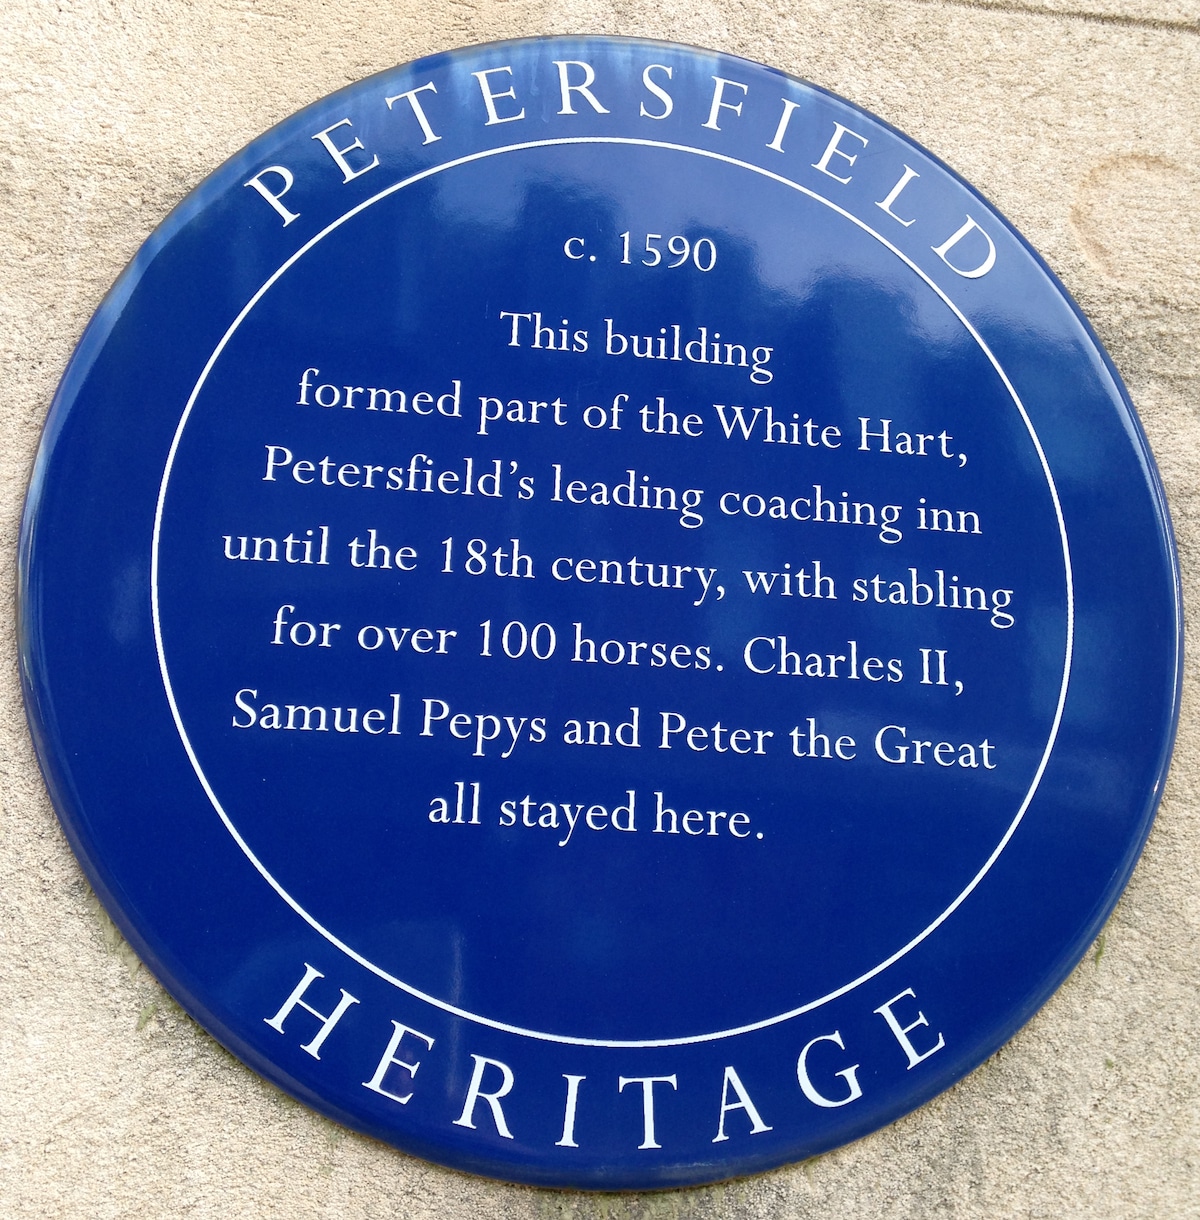 PETERSFIELD
c. 1590
This building
formed part of the White Hart,
Petersfield’s leading coaching inn
until the 18th century, with stabling
for over 100 horses. Charles II,
Samuel Pepys and Peter the Great
all stayed here.
HERITAGE